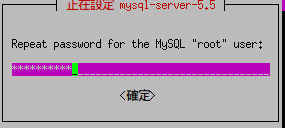 正在設定 mysql-server-5.5
Repeat password for the MySQL "root" user:
**********
<確定>